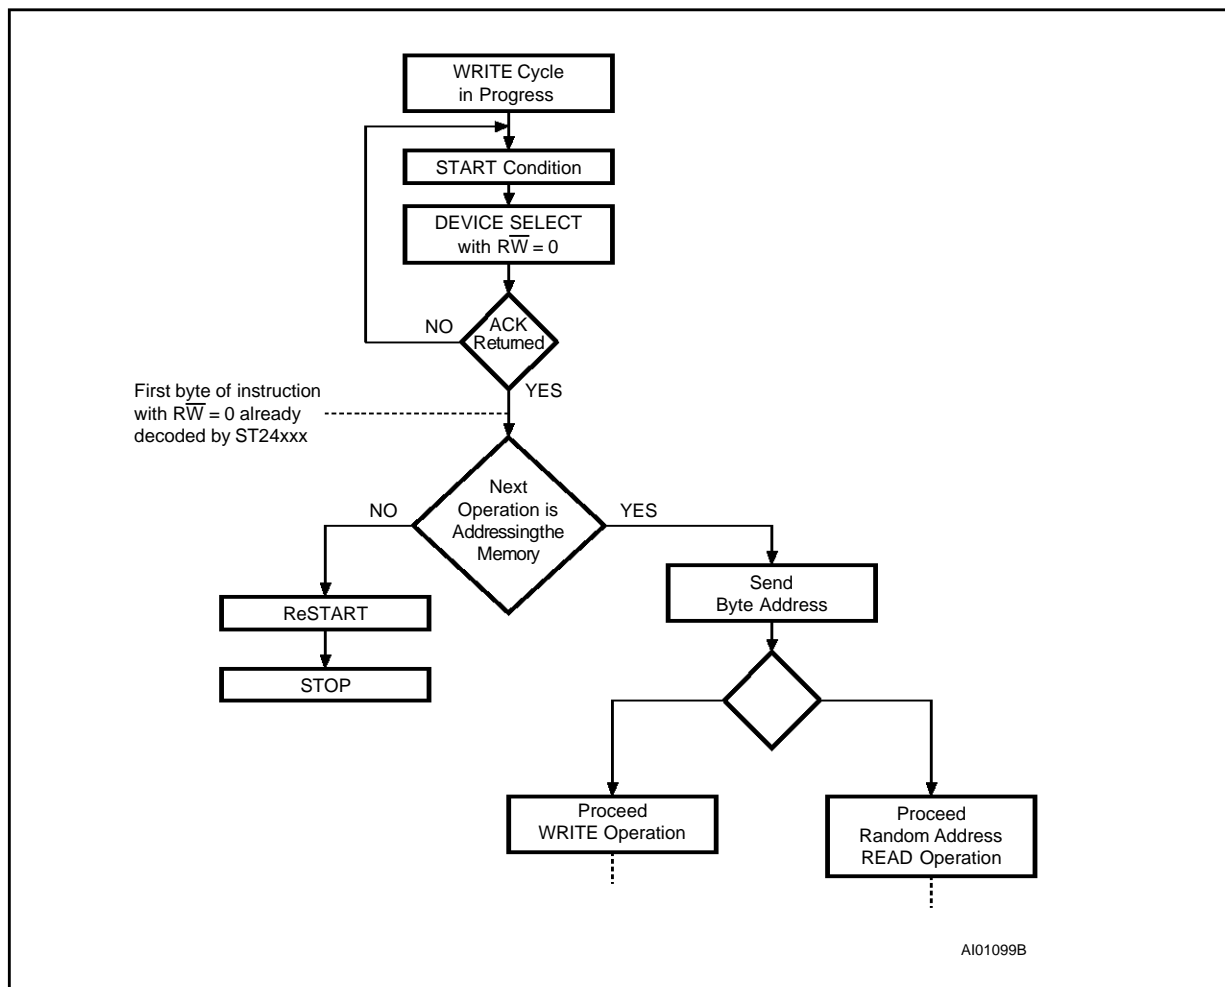 WRITE Cycle
in Progress
START Condition
DEVICE SELECT
with RW̅ = 0
NO
ACK
Returned
YES
First byte of instruction
with RW̅ = 0 already
decoded by ST24xxx
NO
Next
Operation is
Addressingthe
Memory
YES
Send
Byte Address
ReSTART
STOP
Proceed
WRITE Operation
Proceed
Random Address
READ Operation
AI01099B